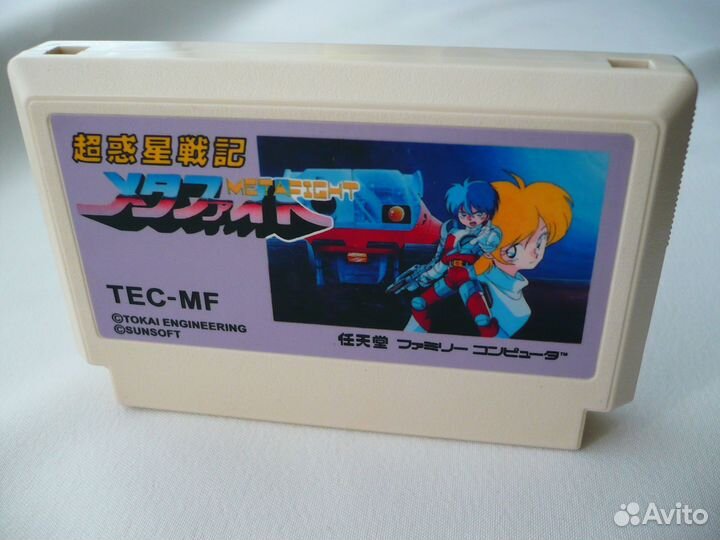 超惑星戦記
メタファイト
METAFIGHT
TEC-MF
©TOKAI ENGINEERING
©SUNSOFT
任天堂 ファミリー コンピュータ™
Avito